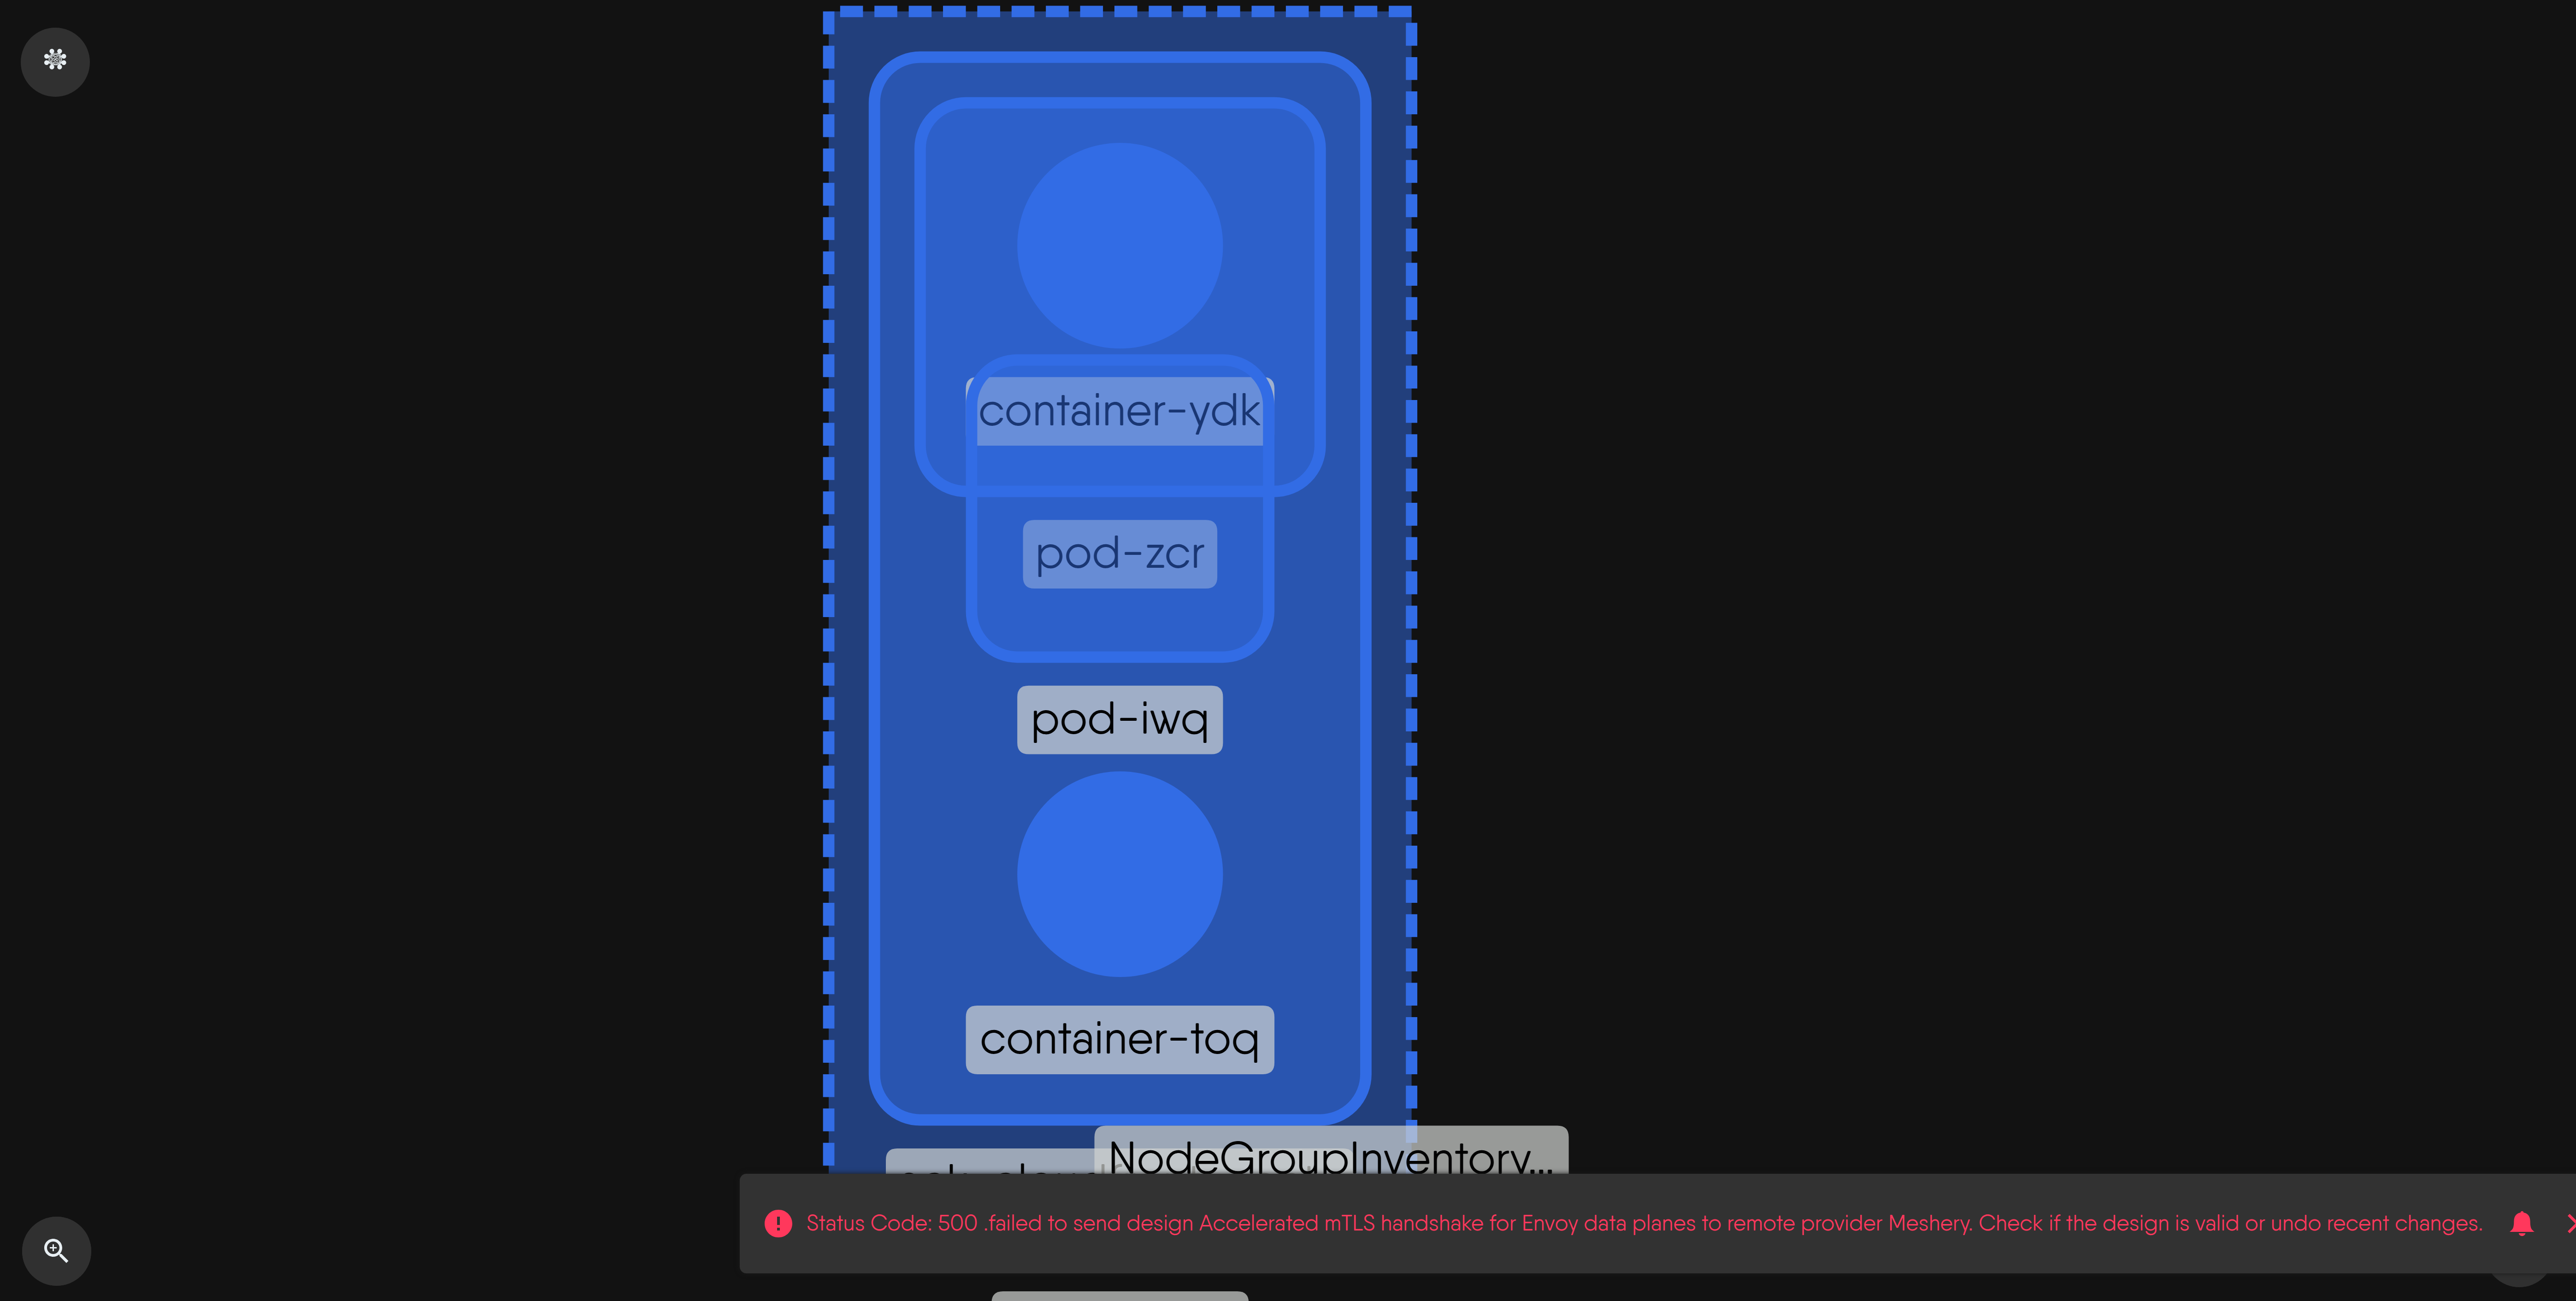 container-ydk
pod-zcr
pod-iwq
container-toq
NodeGroupInventory...
Status Code: 500 .failed to send design Accelerated mTLS handshake for Envoy data planes to remote provider Meshery. Check if the design is valid or undo recent changes.